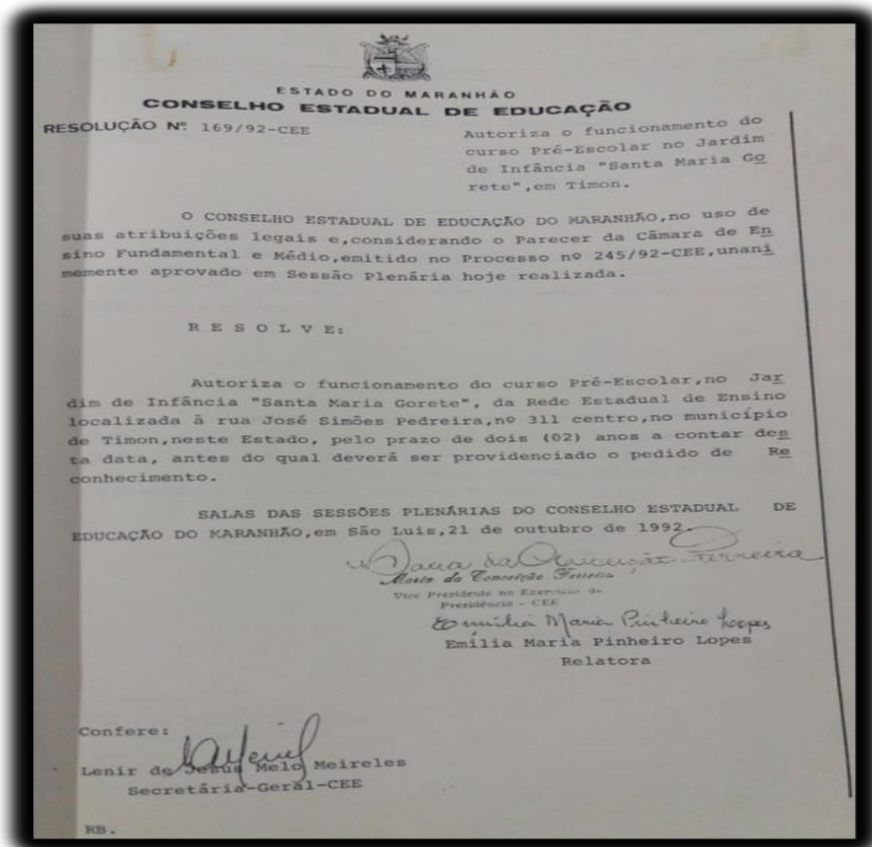 ESTADO DO MARANHÃO
CONSELHO ESTADUAL DE EDUCAÇÃO
RESOLUÇÃO Nº 169/92-CEE
Autoriza o funcionamento do
curso Pré-Escolar no Jardim
de Infância "Santa Maria Go
rete",em Timon.
O CONSELHO ESTADUAL DE EDUCAÇÃO DO MARANHÃO,no uso de
suas atribuições legais e,considerando o Parecer da Câmara de En
sino Fundamental e Médio,emitido no Processo nº 245/92-CEE,unani
memente aprovado em Sessão Plenária hoje realizada.
R E S O L V E:
Autoriza o funcionamento do curso Pré-Escolar,no Jar
dim de Infância "Santa Maria Gorete", da Rede Estadual de Ensino
localizada à rua José Simões Pedreira,nº 311 centro,no município
de Timon,neste Estado, pelo prazo de dois (02) anos a contar des
ta data, antes do qual deverá ser providenciado o pedido de Re
conhecimento.
SALAS DAS SESSÕES PLENÁRIAS DO CONSELHO ESTADUAL DE
EDUCAÇÃO DO MARANHÃO,em São Luis,21 de outubro de 1992.
Maria da Conceição Ferreira
Maria da Conceição Ferreira
Vice Presidente no Exercício da
Presidência - CEE
Emília Maria Pinheiro Lopes
Emília Maria Pinheiro Lopes
Relatora
Confere:
Lenir de Jesus Melo Meireles
Secretária-Geral-CEE
RB.